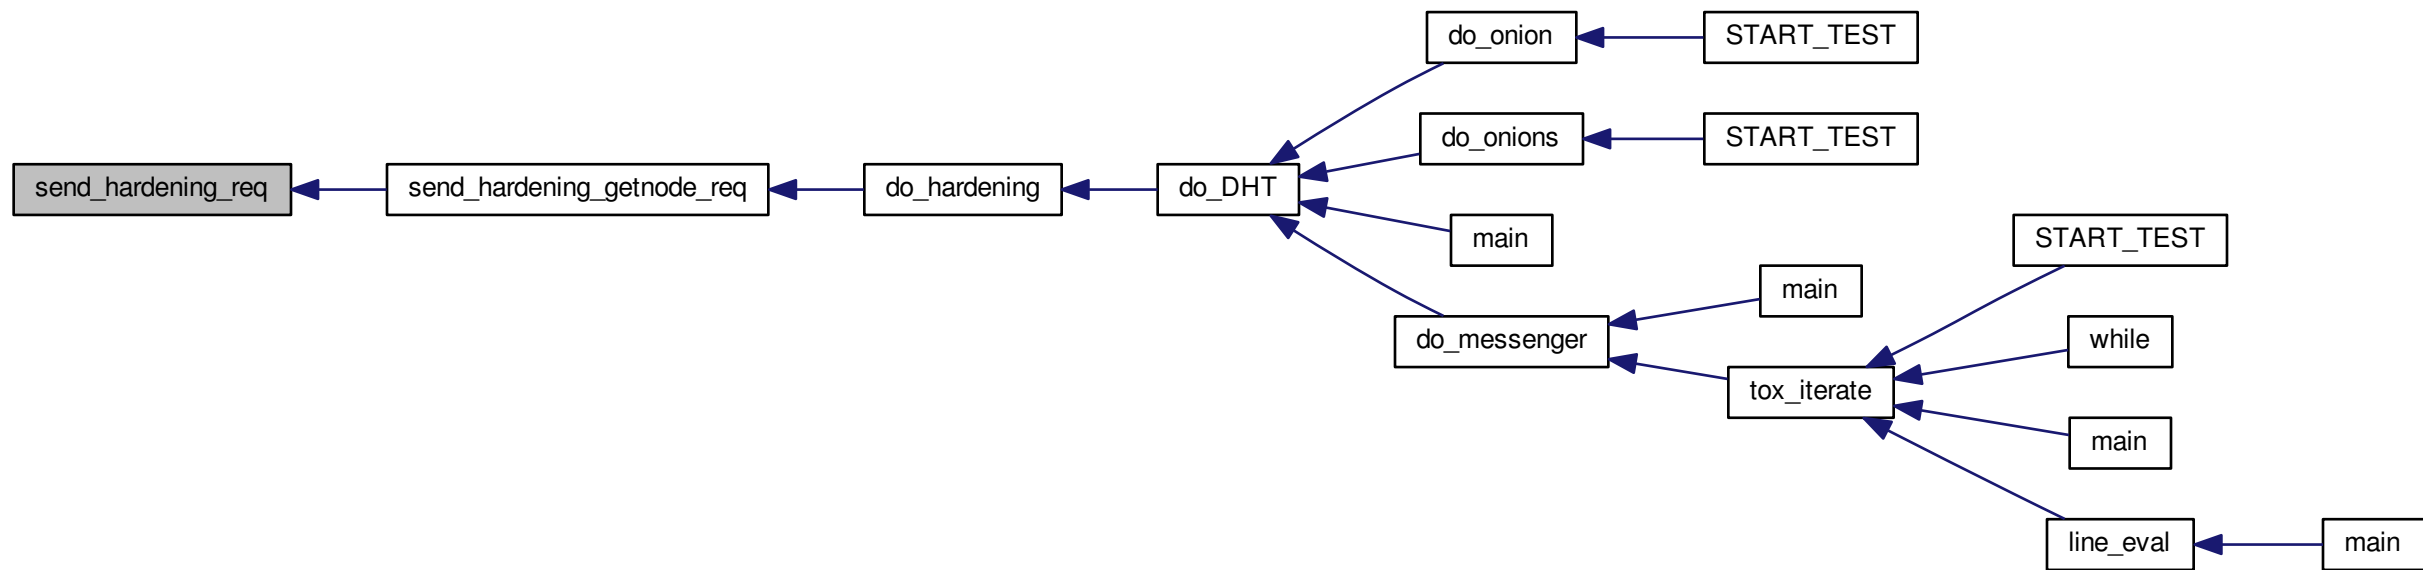 do_onion
START_TEST
do_onions
START_TEST
send_hardening_req
send_hardening_getnode_req
do_hardening
do_DHT
main
START_TEST
main
do_messenger
while
tox_iterate
main
line_eval
main